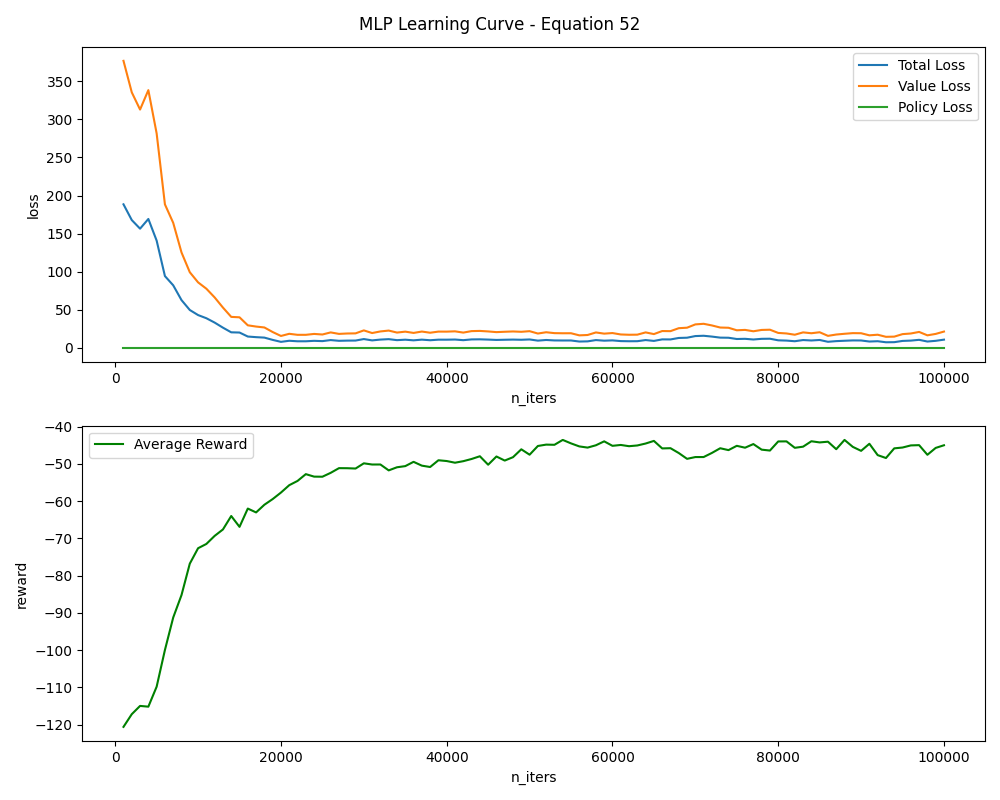 MLP Learning Curve - Equation 52
350
300
250
200
150
100
50
0
loss
Total Loss
Value Loss
Policy Loss
0 20000 40000 60000 80000 100000
n_iters
−40
−50
−60
−70
−80
−90
−100
−110
−120
reward
Average Reward
0 20000 40000 60000 80000 100000
n_iters